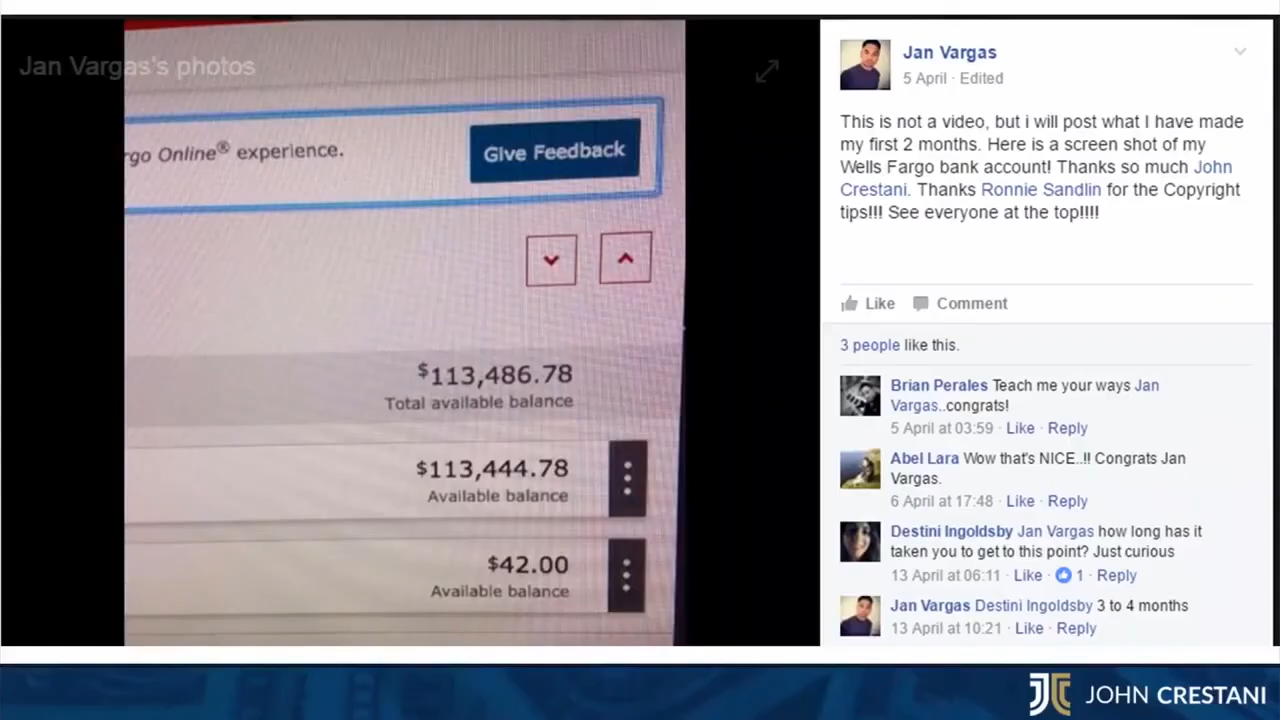 Jan Vargas's photos
rgo Online® experience.
Give Feedback
$113,486.78
Total available balance
$113,444.78
Available balance
$42.00
Available balance
Jan Vargas
5 April · Edited
This is not a video, but i will post what I have made
my first 2 months. Here is a screen shot of my
Wells Fargo bank account! Thanks so much John
Crestani. Thanks Ronnie Sandlin for the Copyright
tips!!! See everyone at the top!!!!
Like Comment
3 people like this.
Brian Perales Teach me your ways Jan
Vargas..congrats!
5 April at 03:59 · Like · Reply
Abel Lara Wow that's NICE..!! Congrats Jan
Vargas.
6 April at 17:48 · Like · Reply
Destini Ingoldsby Jan Vargas how long has it
taken you to get to this point? Just curious
13 April at 06:11 · Like · 1 · Reply
Jan Vargas Destini Ingoldsby 3 to 4 months
13 April at 10:21 · Like · Reply
JC JOHN CRESTANI